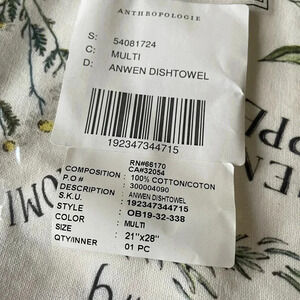 ANTHROPOLOGIE
S: 54081724
C: MULTI
D: ANWEN DISHTOWEL
192347344715
RN#66170
CA#32054
COMPOSITION : 100% COTTON/COTON
P.O# : 300004090
DESCRIPTION : ANWEN DISHTOWEL
S.K.U. : 192347344715
STYLE : OB19-32-338
COLOR : MULTI
SIZE : 21"x28"
QTY/INNER : 01 PC